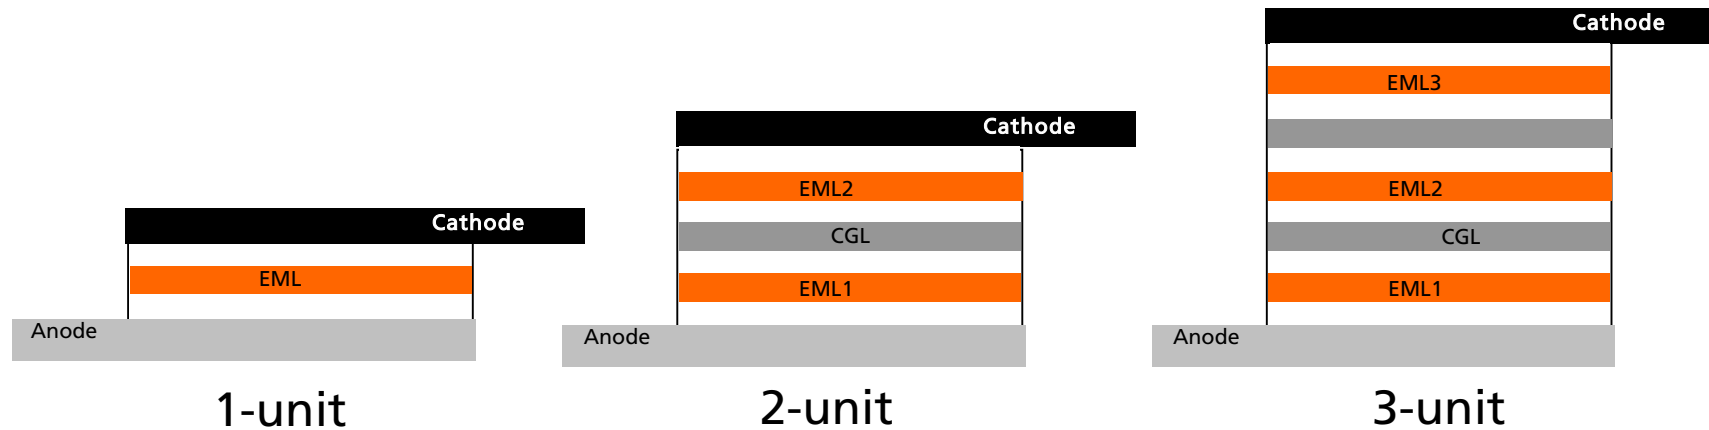 Cathode
EML
Anode
1-unit
Cathode
EML2
CGL
EML1
Anode
2-unit
Cathode
EML3
EML2
CGL
EML1
Anode
3-unit